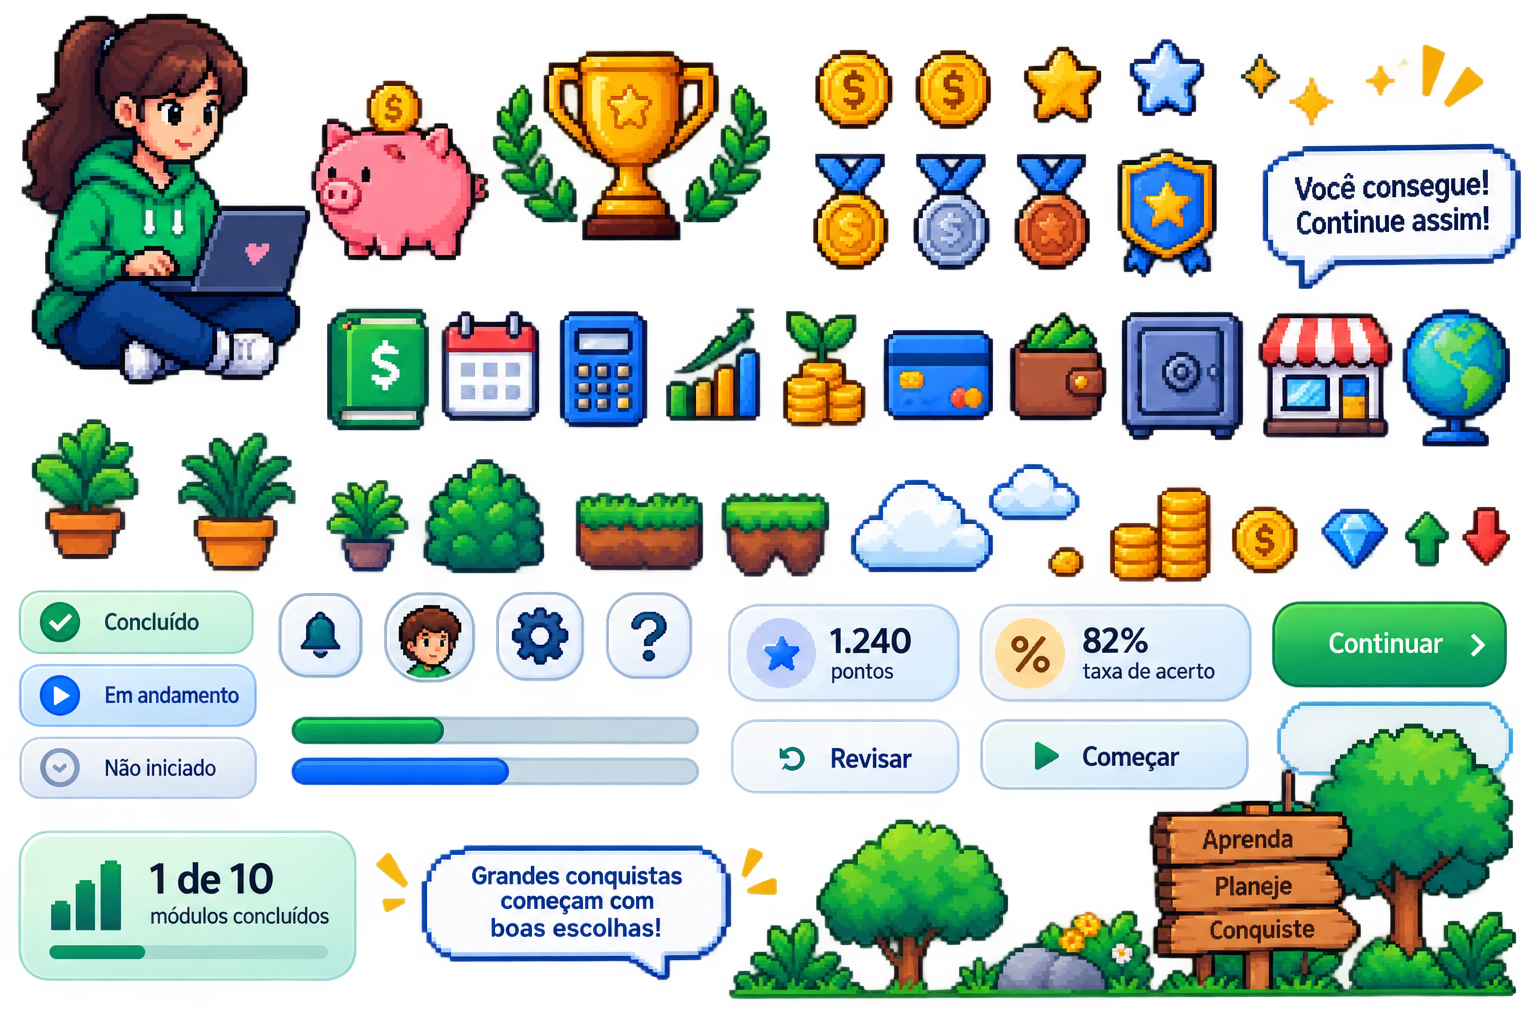 $
$
$
Você consegue!
Continue assim!
$
$
$
$
Concluído
Em andamento
Não iniciado
?
1.240
pontos
%
82%
taxa de acerto
Continuar
Revisar
Começar
1 de 10
módulos concluídos
Grandes conquistas
começam com
boas escolhas!
Aprenda
Planeje
Conquiste